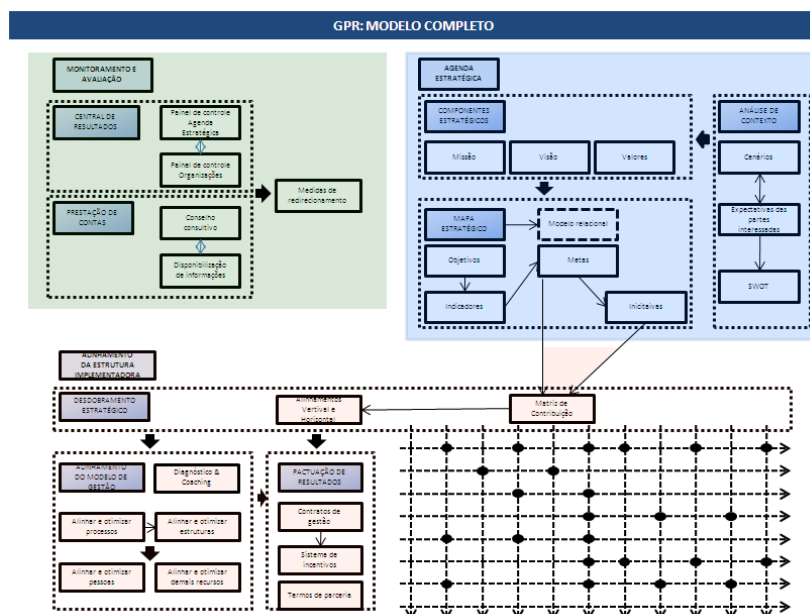 GPR: MODELO COMPLETO
MONITORAMENTO E
AVALIAÇÃO
CENTRAL DE
RESULTADOS
Painel de controle
Agenda
Estratégica
Painel de controle
Organizações
PRESTAÇÃO DE
CONTAS
Conselho
consultivo
Disponibilização
de informações
Medidas de
redirecionamento
AGENDA
ESTRATÉGICA
COMPONENTES
ESTRATÉGICOS
Missão
Visão
Valores
ANÁLISE DE
CONTEXTO
Cenários
Expectativas das
partes
interessadas
SWOT
MAPA
ESTRATÉGICO
Modelo relacional
Objetivos
Metas
Indicadores
Inicitaívas
ALINHAMENTO
DA ESTRUTURA
IMPLEMENTADORA
DESDOBRAMENTO
ESTRATÉGICO
Alinhamentos
Vertival e
Horizontal
Matriz de
Contribuição
ALINHAMENTO
DO MODELO DE
GESTÃO
Diagnóstico &
Coaching
Alinhar e otimizar
processos
Alinhar e otimizar
estruturas
Alinhar e otimizar
pessoas
Alinhar e otimizar
demais recursos
PACTUAÇÃO DE
RESULTADOS
Contratos de
gestão
Sistema de
incentivos
Termos de parceria